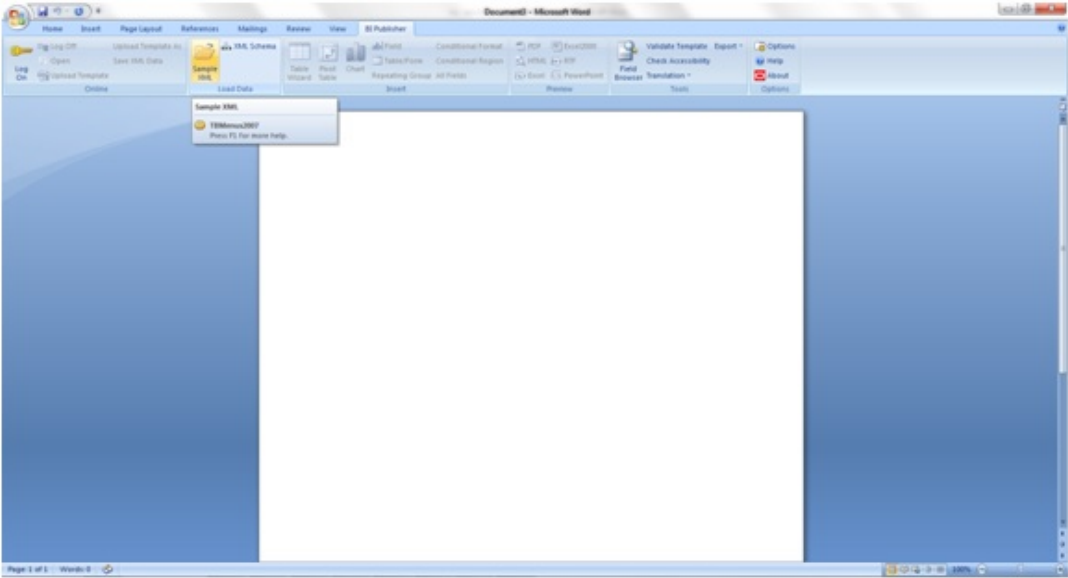 Document3 - Microsoft Word
Home Insert Page Layout References Mailings Review View BI Publisher
Log On
Log Off
Open
Upload Template
Upload Template As
Save XML Data
Online
Sample XML
XML Schema
Load Data
Table Wizard
Pivot Table
Chart
Field
Table/Form
Repeating Group
Conditional Format
Conditional Region
All Fields
Insert
PDF
HTML
Excel
Excel2000
RTF
PowerPoint
Preview
Field Browser
Validate Template
Check Accessibility
Translation
Export
Tools
Options
Help
About
Options
Sample XML
TBMenus2007
Press F1 for more help.
Page: 1 of 1 Words: 0
100%